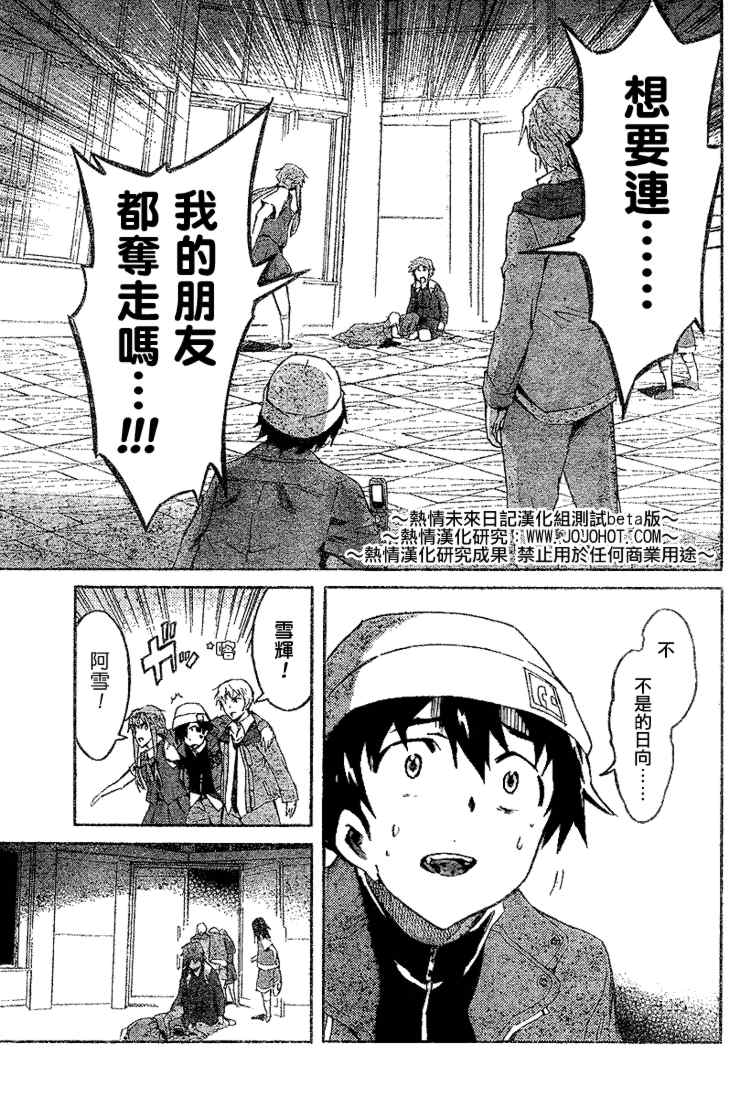 想要連……
我的朋友
都奪走嗎…!!!
～熱情未來日記漢化組測試beta版～
～熱情漢化研究：WWW.JOJOHOT.COM～
～熱情漢化研究成果 禁止用於任何商業用途～
不
不是的日向……
雪輝！
喀
ガッ
阿雪！